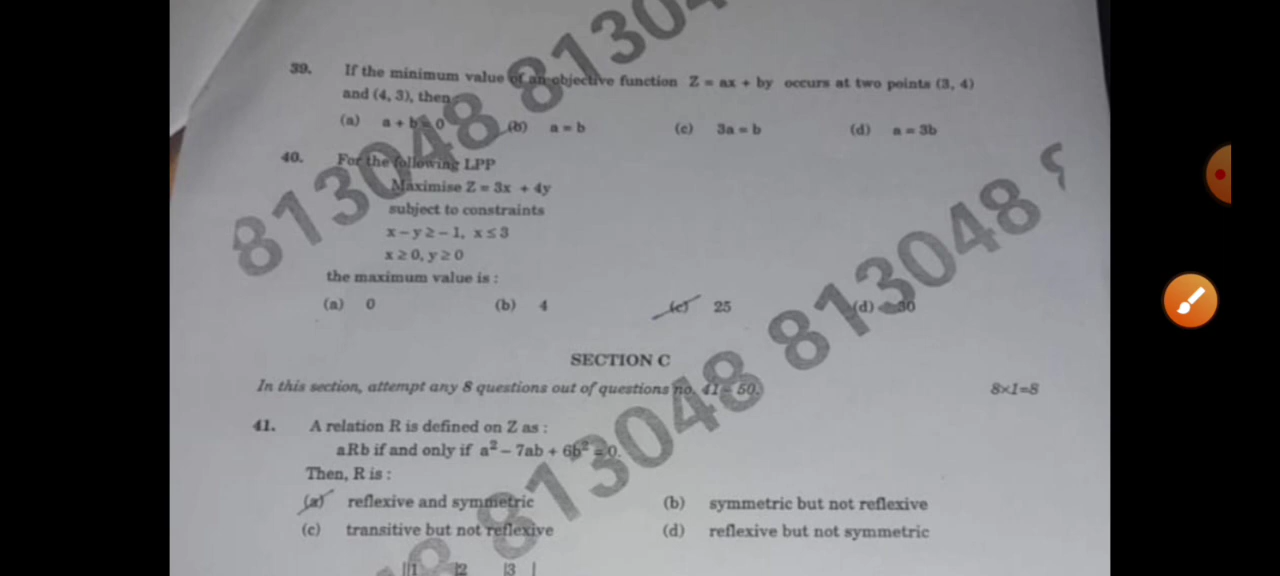 39. If the minimum value of an objective function Z = ax + by occurs at two points (3, 4)
and (4, 3), then
(a) a + b = 0 (b) a = b (c) 3a = b (d) a = 3b
40. For the following LPP
Maximise Z = 3x + 4y
subject to constraints
x – y ≥ – 1, x ≤ 3
x ≥ 0, y ≥ 0
the maximum value is :
(a) 0 (b) 4 (c) 25 (d) 30
SECTION C
In this section, attempt any 8 questions out of questions no. 41 – 50. 8×1=8
41. A relation R is defined on Z as :
aRb if and only if a² – 7ab + 6b² = 0.
Then, R is :
(a) reflexive and symmetric (b) symmetric but not reflexive
(c) transitive but not reflexive (d) reflexive but not symmetric
813048 813048
813048 813048